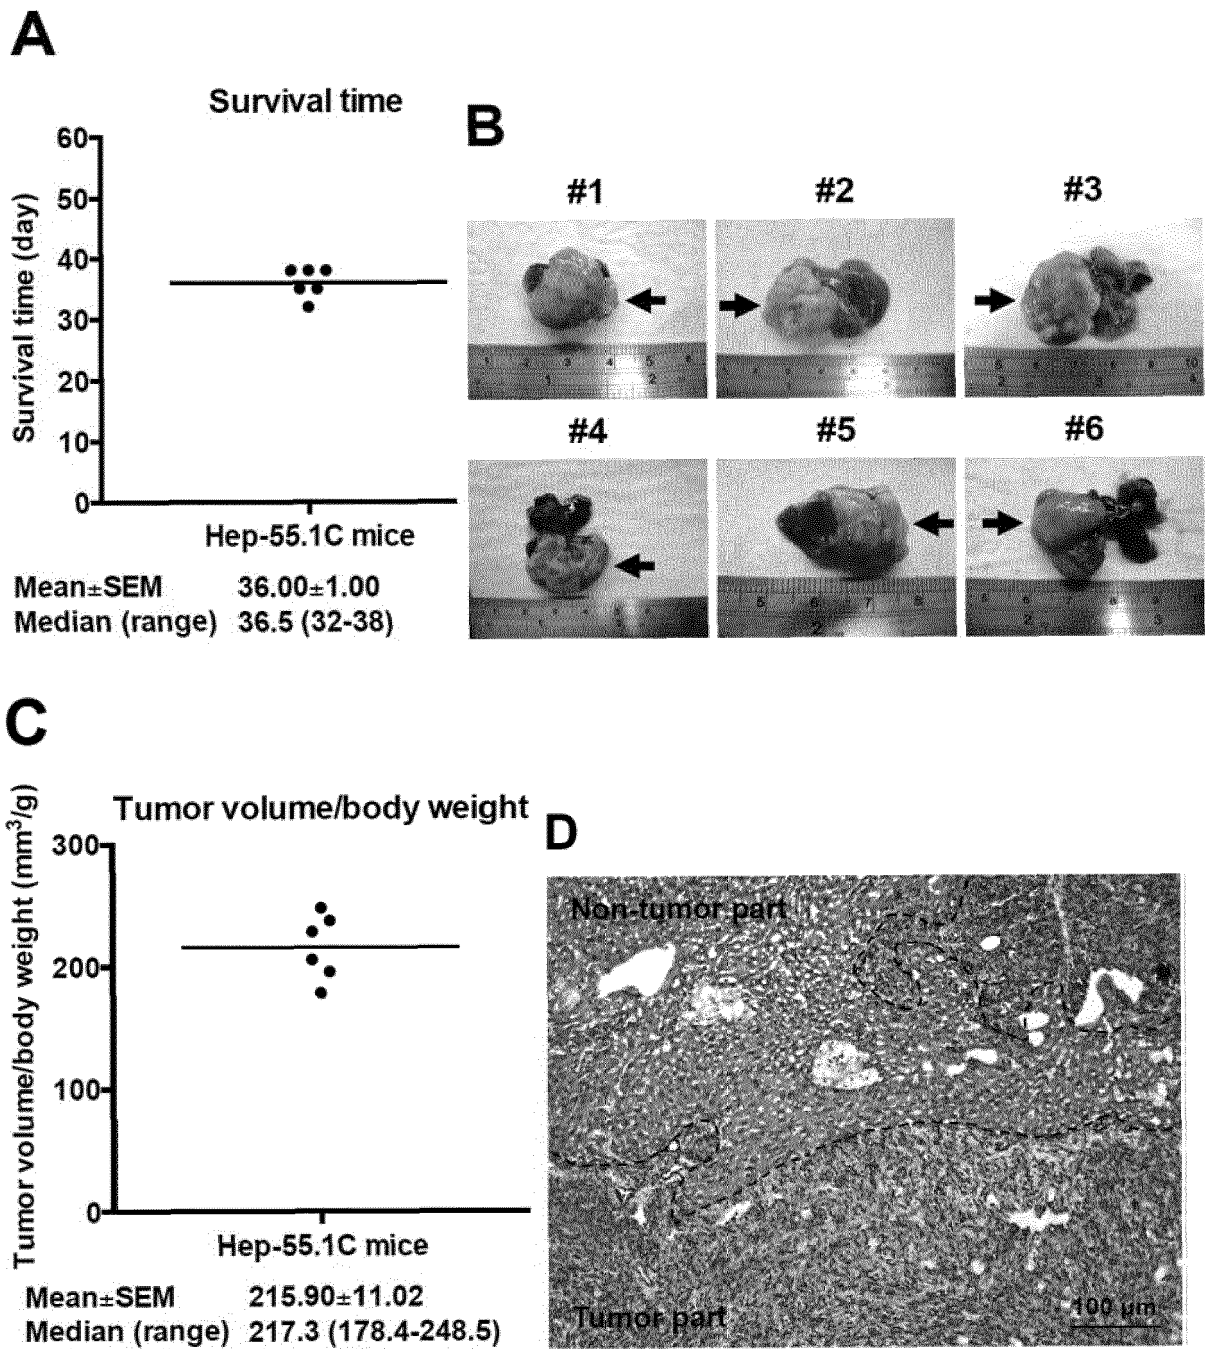 A
Survival time
60
50
40
30
20
10
0
Survival time (day)
Hep-55.1C mice
Mean±SEM 36.00±1.00
Median (range) 36.5 (32-38)
B
#1
#2
#3
#4
#5
#6
C
Tumor volume/body weight
300
200
100
0
Tumor volume/body weight (mm³/g)
Hep-55.1C mice
Mean±SEM 215.90±11.02
Median (range) 217.3 (178.4-248.5)
D
Non-tumor part
Tumor part
100 µm